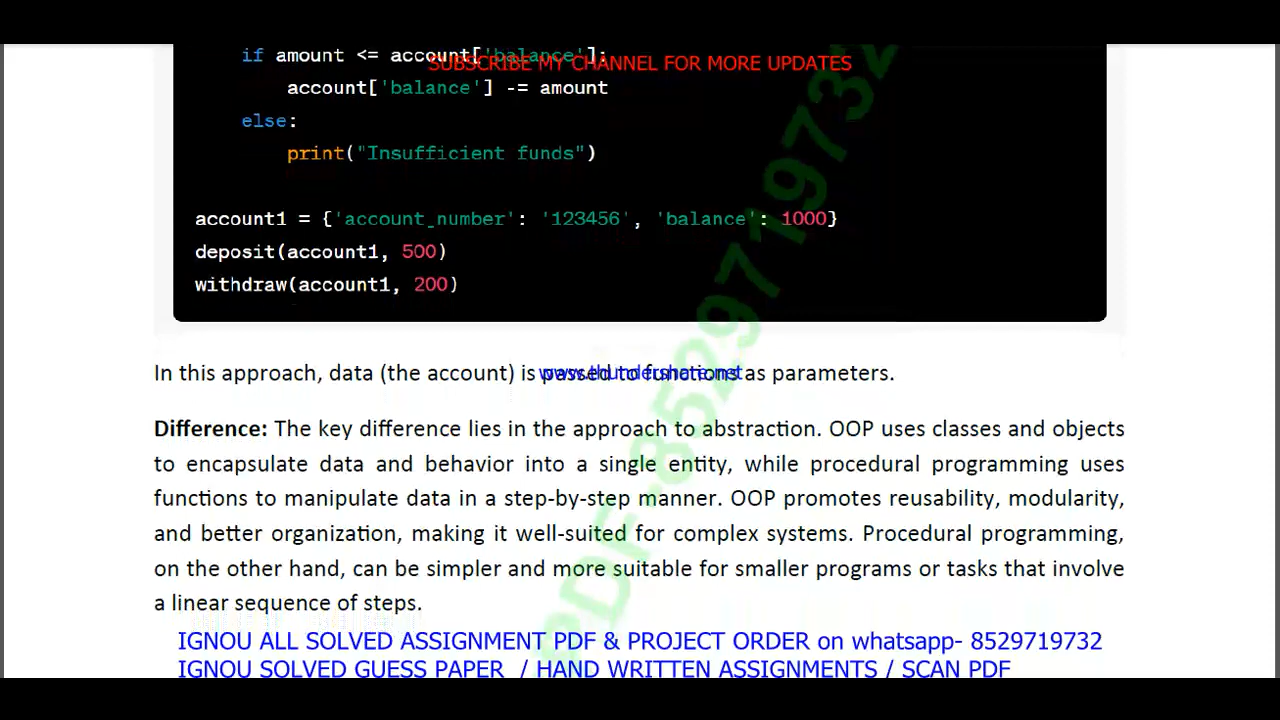 if amount <= account['balance']:
SUBSCRIBE MY CHANNEL FOR MORE UPDATES
account['balance'] -= amount
else:
print("Insufficient funds")
account1 = {'account_number': '123456', 'balance': 1000}
deposit(account1, 500)
withdraw(account1, 200)
In this approach, data (the account) is passed to functions as parameters.
www.thundershare.net
Difference: The key difference lies in the approach to abstraction. OOP uses classes and objects
to encapsulate data and behavior into a single entity, while procedural programming uses
functions to manipulate data in a step-by-step manner. OOP promotes reusability, modularity,
and better organization, making it well-suited for complex systems. Procedural programming,
on the other hand, can be simpler and more suitable for smaller programs or tasks that involve
a linear sequence of steps.
PDF-8529719732
IGNOU ALL SOLVED ASSIGNMENT PDF & PROJECT ORDER on whatsapp- 8529719732
IGNOU SOLVED GUESS PAPER / HAND WRITTEN ASSIGNMENTS / SCAN PDF